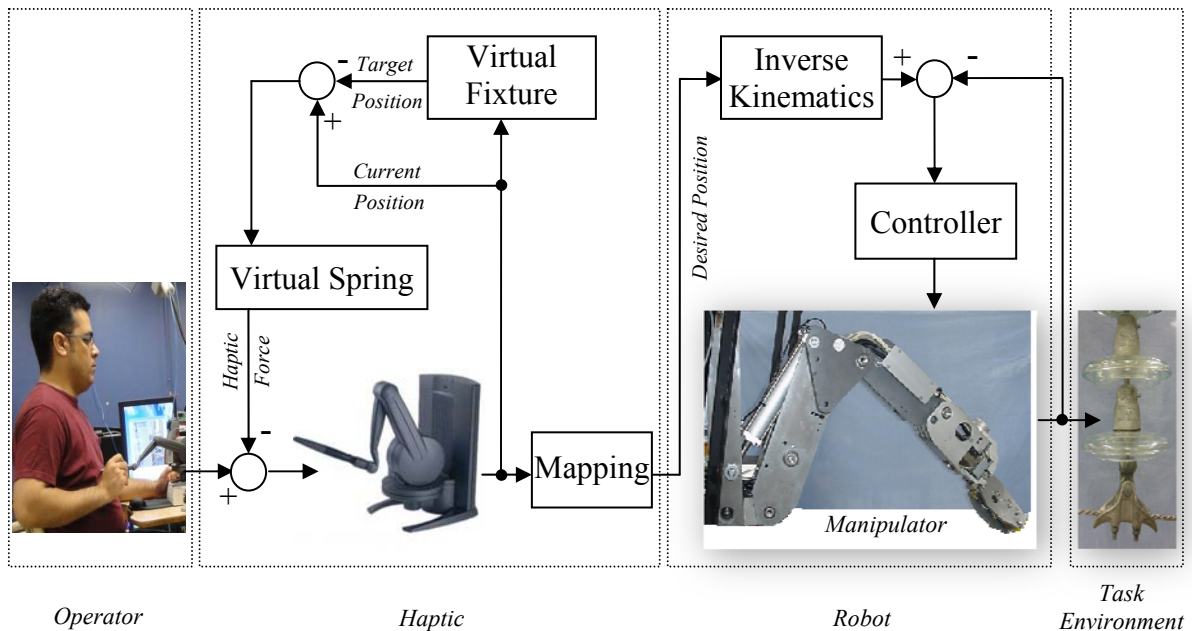 -
Target
Position
+
Virtual
Fixture
Current
Position
Virtual Spring
Haptic
Force
-
+
Mapping
Desired Position
Inverse
Kinematics
+
-
Controller
Manipulator
Operator
Haptic
Robot
Task
Environment